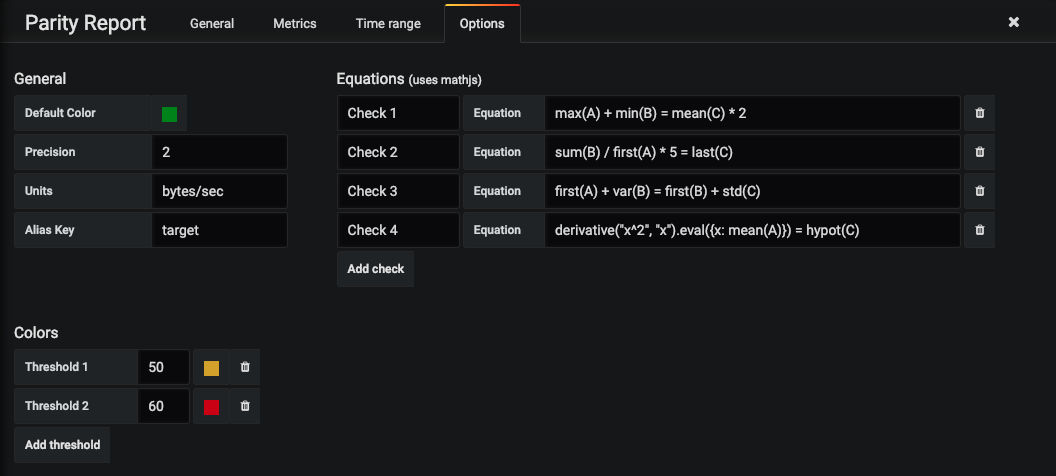 Parity Report General Metrics Time range Options
General
Default Color
Precision 2
Units bytes/sec
Alias Key target
Equations (uses mathjs)
Check 1 Equation max(A) + min(B) = mean(C) * 2
Check 2 Equation sum(B) / first(A) * 5 = last(C)
Check 3 Equation first(A) + var(B) = first(B) + std(C)
Check 4 Equation derivative("x^2", "x").eval({x: mean(A)}) = hypot(C)
Add check
Colors
Threshold 1 50
Threshold 2 60
Add threshold